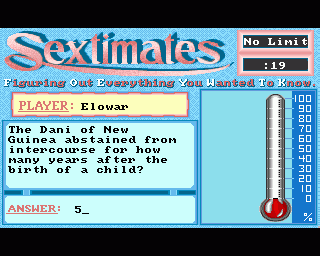 Sextimates
No Limit
:19
Figuring Out Everything You Wanted To Know.
PLAYER: Elowar
The Dani of New
Guinea abstained from
intercourse for how
many years after the
birth of a child?
ANSWER: 5_
100
90
80
70
60
50
40
30
20
10
0
%